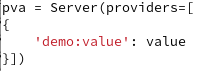 pva = Server(providers=[
{
    'demo:value': value
}])